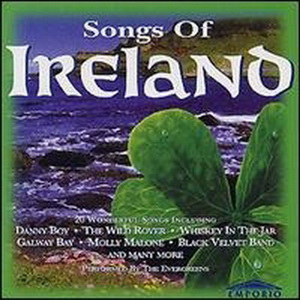 Songs Of
IRELAND
20 WONDERFUL SONGS INCLUDING
DANNY BOY • THE WILD ROVER • WHISKEY IN THE JAR
GALWAY BAY • MOLLY MALONE • BLACK VELVET BAND
AND MANY MORE
PERFORMED BY THE EVERGREENS
EMPORIO